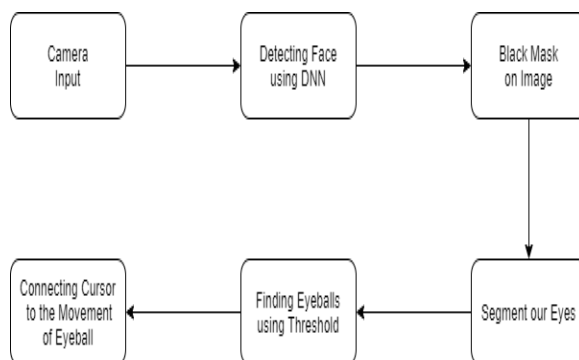 Camera
Input
Detecting Face
using DNN
Black Mask
on Image
Segment our Eyes
Finding Eyeballs
using Threshold
Connecting Cursor
to the Movement
of Eyeball